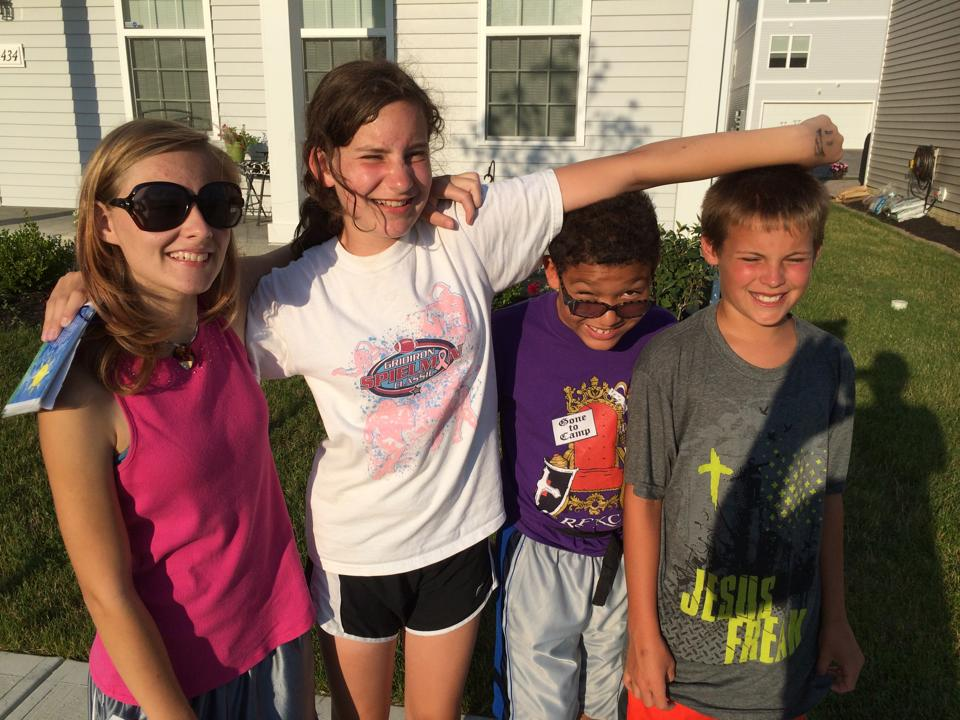 434
GRIDIRON
SPIELMAN
CLASSIC
Gone
to
Camp
JESUS
FREAK